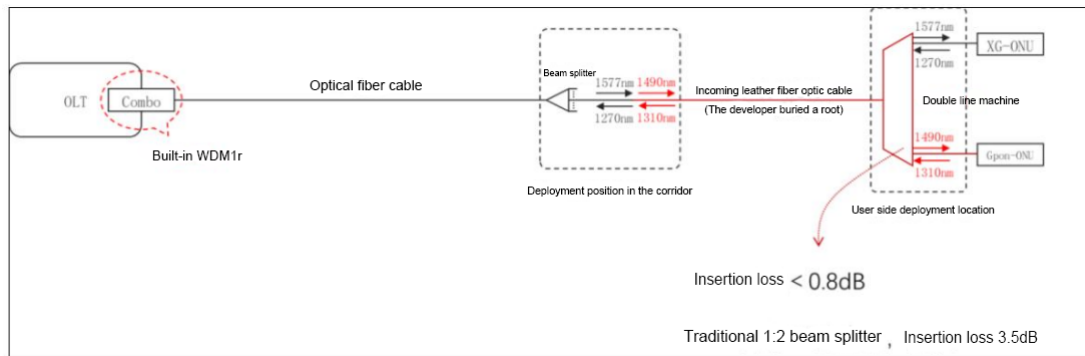 OLT
Combo
Built-in WDM1r
Optical fiber cable
Beam splitter
1577nm 1490nm
1270nm 1310nm
Deployment position in the corridor
Incoming leather fiber optic cable
(The developer buried a root)
1577nm
1270nm
XG-ONU
Double line machine
1490nm
1310nm
Gpon-ONU
User side deployment location
Insertion loss < 0.8dB
Traditional 1:2 beam splitter , Insertion loss 3.5dB